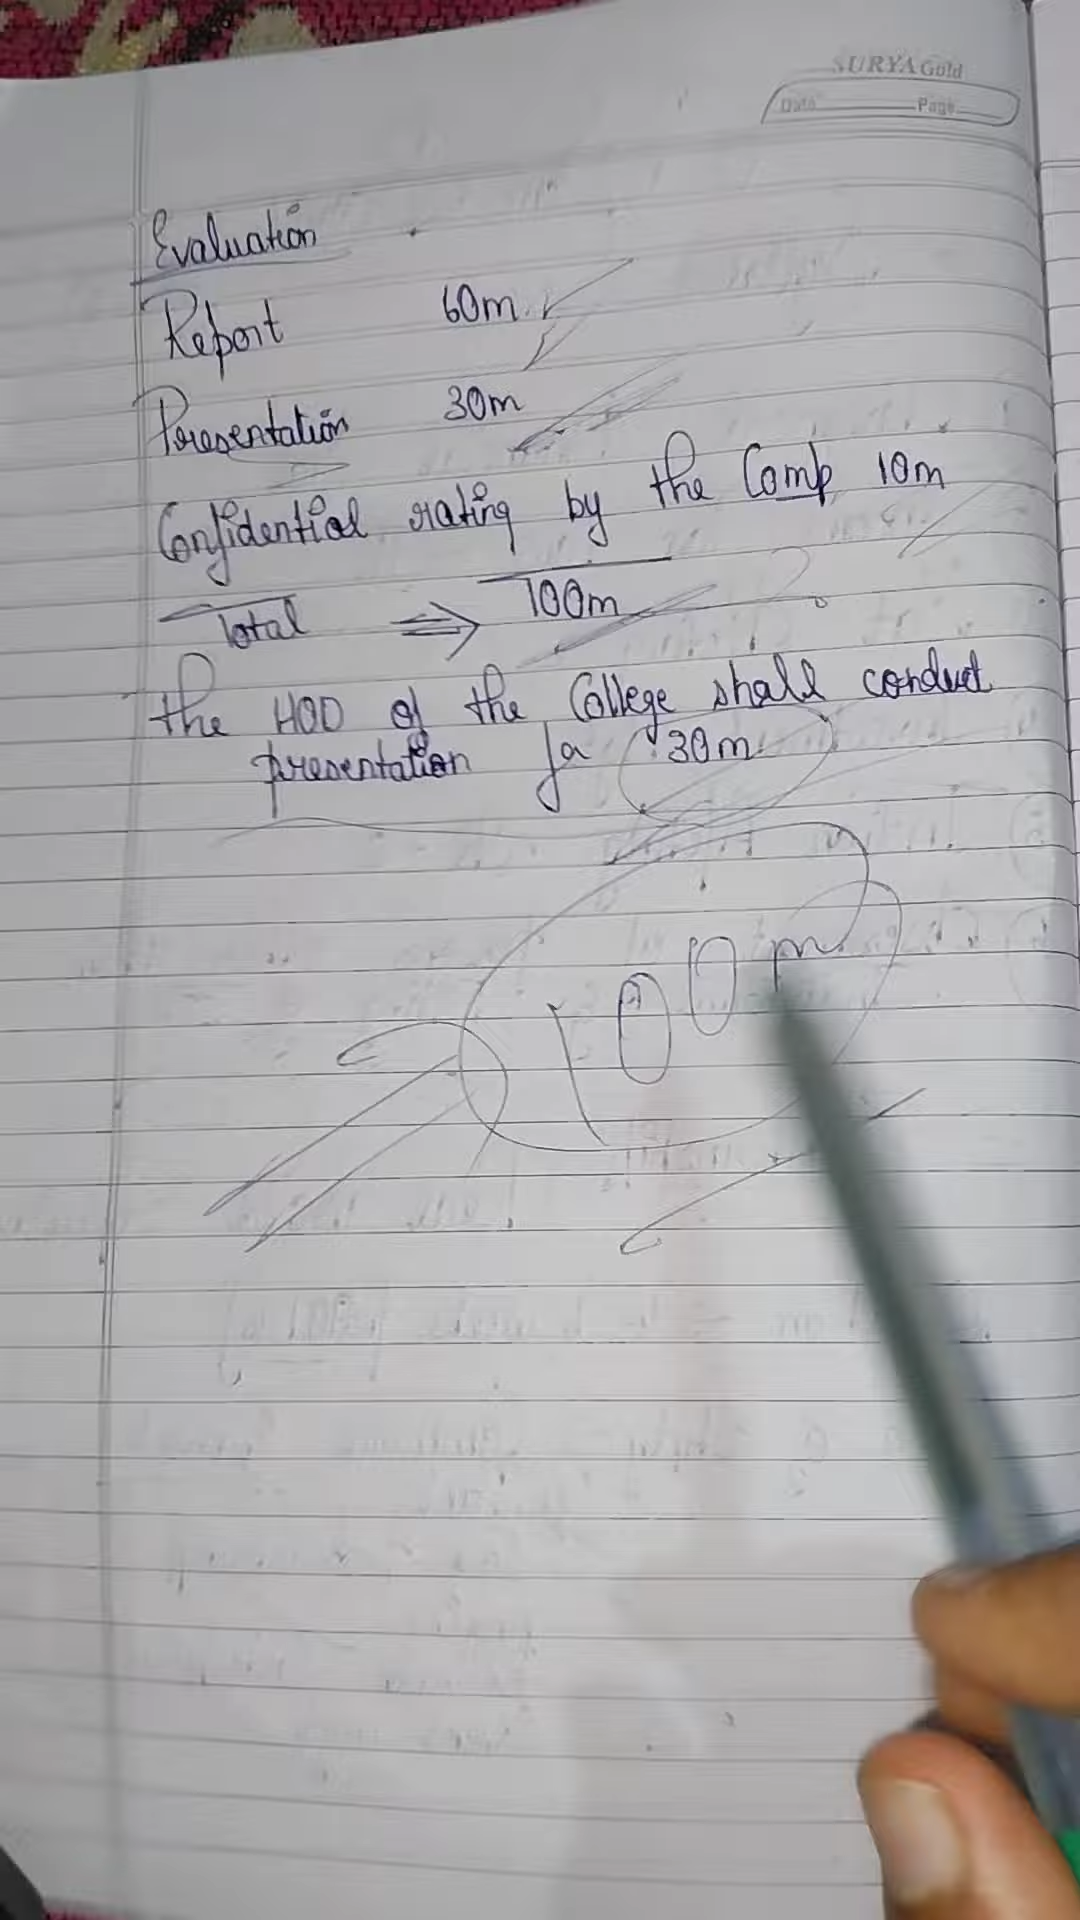 SURYA Gold
Date Page
Evaluation
Report 60m
Presentation 30m
Confidential rating by the Comp 10m
Total ⇒ 100m
the HOD of the College shall conduct
presentation for 30m
100m